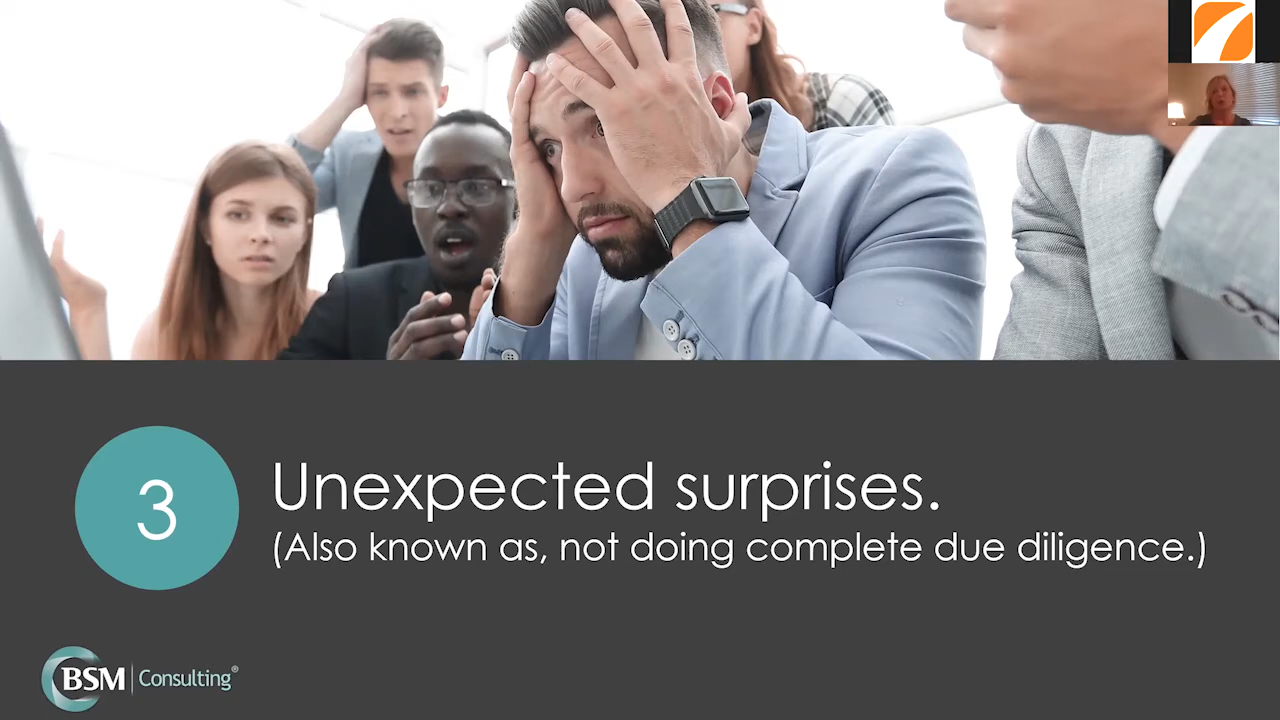 3
Unexpected surprises.
(Also known as, not doing complete due diligence.)
BSM Consulting®